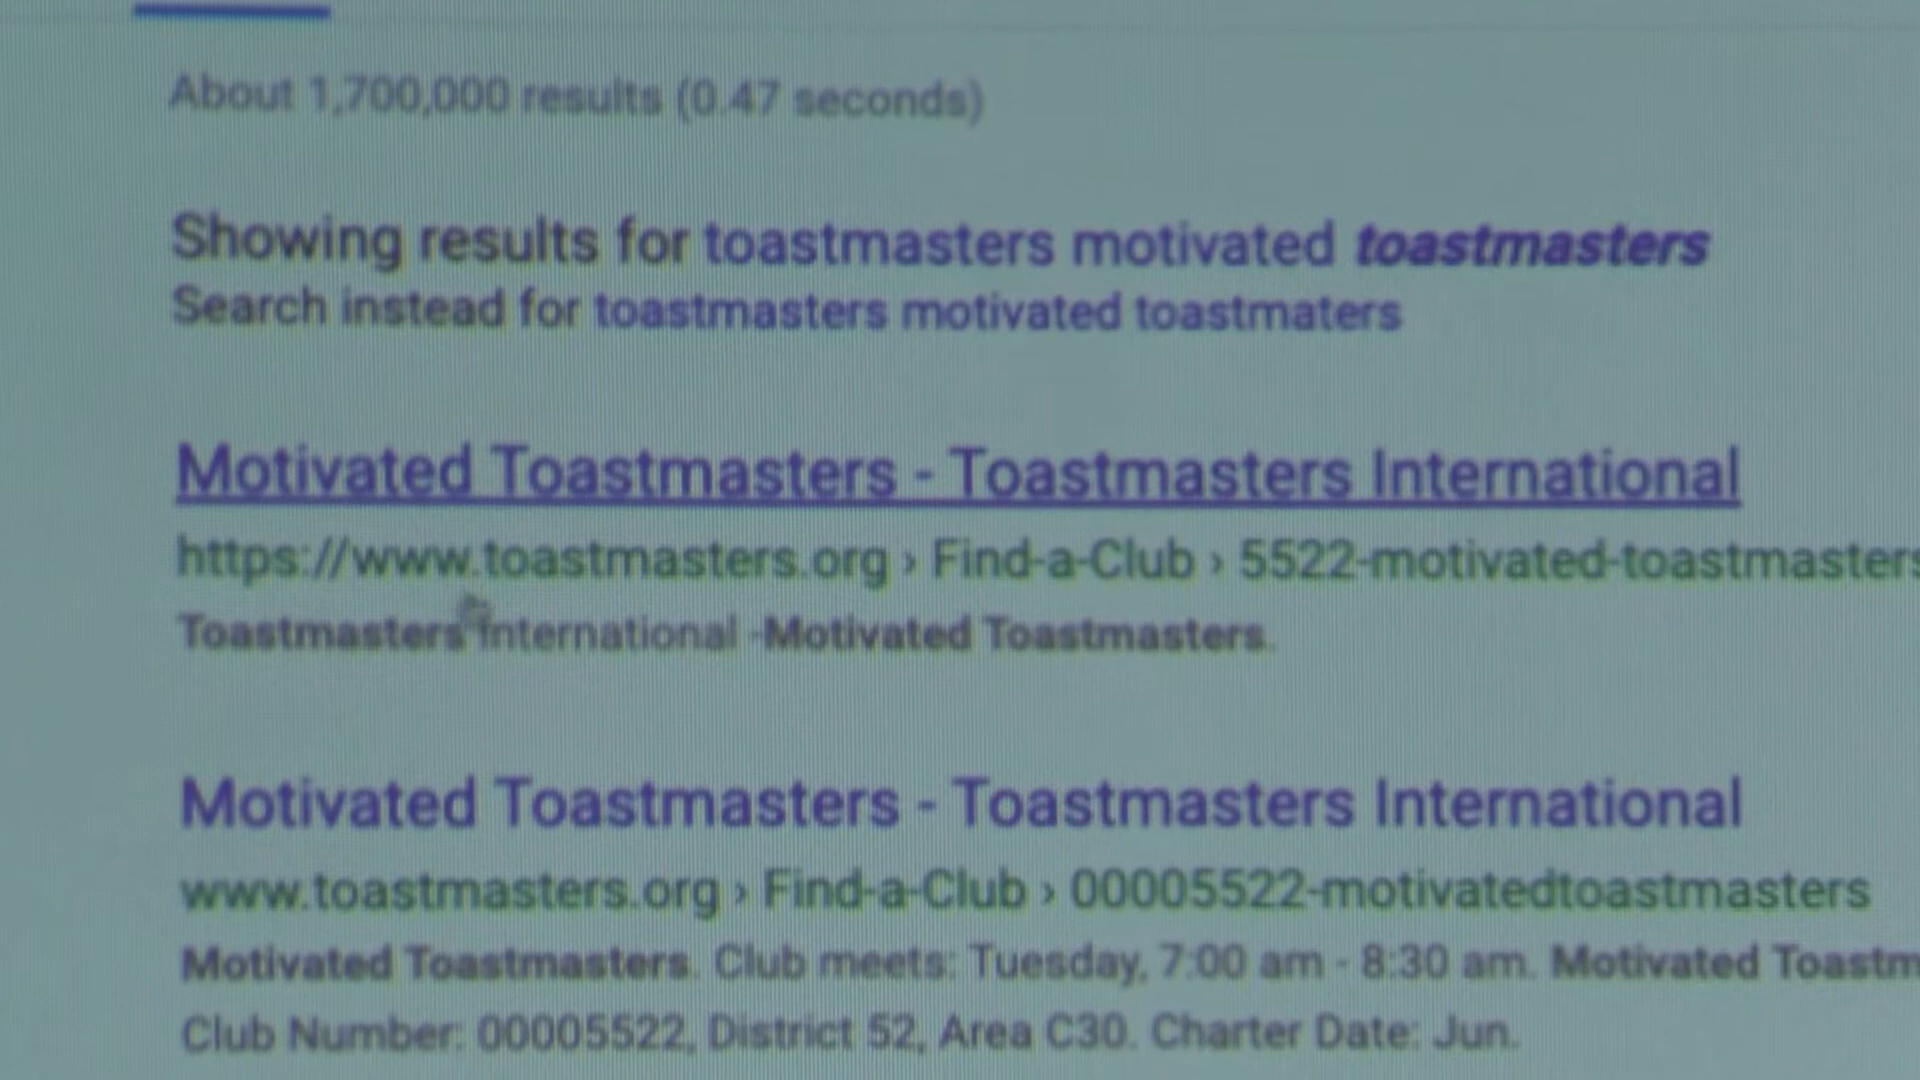 About 1,700,000 results (0.47 seconds)
Showing results for toastmasters motivated toastmasters
Search instead for toastmasters motivated toastmaters
Motivated Toastmasters - Toastmasters International
https://www.toastmasters.org › Find-a-Club › 5522-motivated-toastmasters
Toastmasters International -Motivated Toastmasters.
Motivated Toastmasters - Toastmasters International
www.toastmasters.org › Find-a-Club › 00005522-motivatedtoastmasters
Motivated Toastmasters. Club meets: Tuesday, 7:00 am - 8:30 am. Motivated Toastm
Club Number: 00005522, District 52, Area C30. Charter Date: Jun.